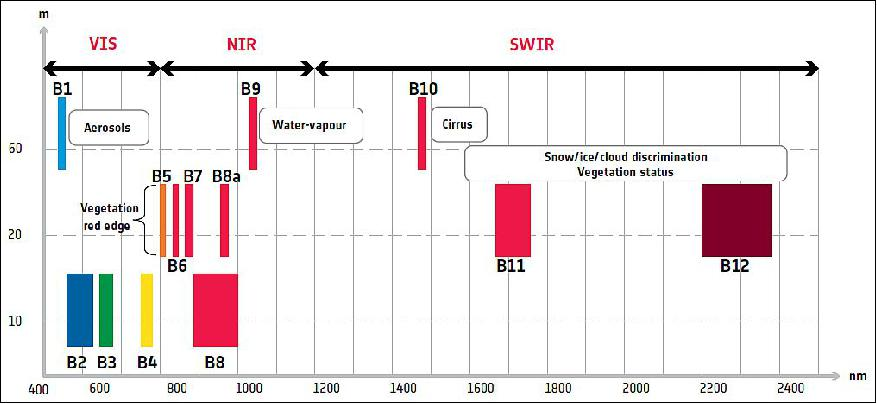 m
VIS NIR SWIR
B1 B9 B10
Aerosols Water-vapour Cirrus
60
Snow/ice/cloud discrimination
Vegetation status
B5 B7 B8a
Vegetation
red edge
20
B6 B11 B12
10
B2 B3 B4 B8
nm
400 600 800 1000 1200 1400 1600 1800 2000 2200 2400